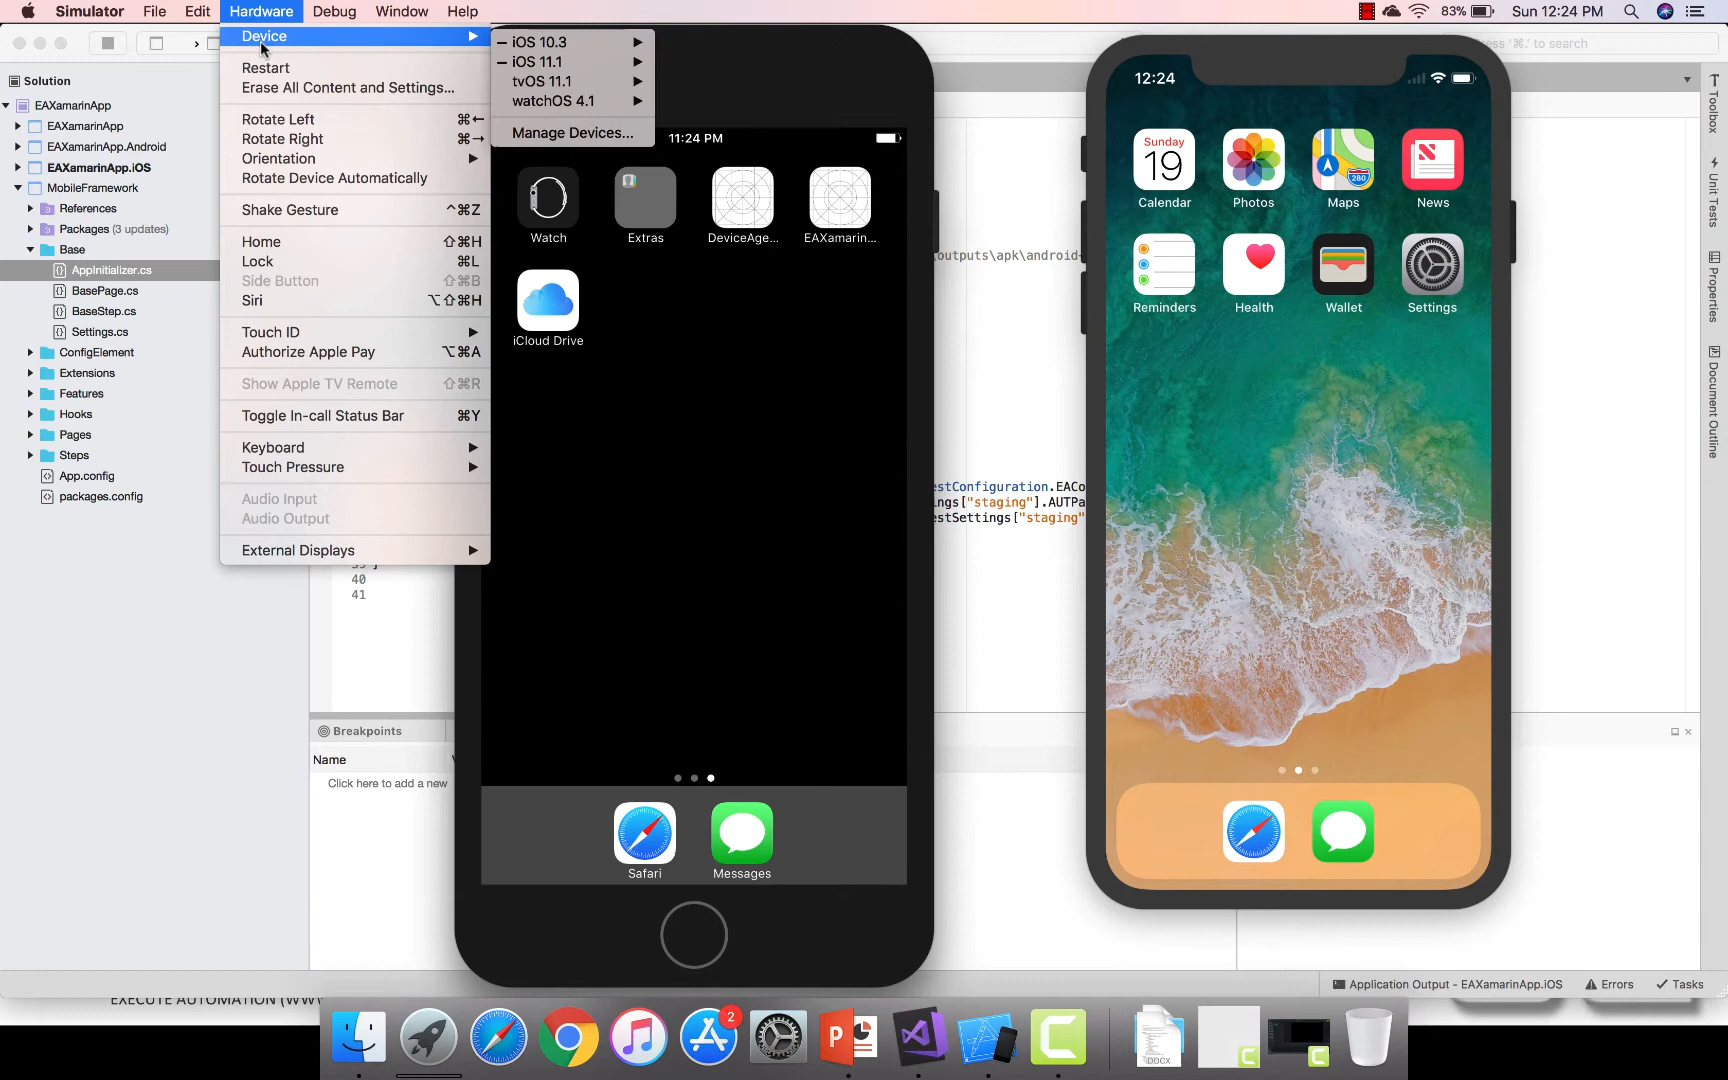 Simulator File Edit Hardware Debug Window Help
83% Sun 12:24 PM
Device
Restart
Erase All Content and Settings...
Rotate Left ⌘←
Rotate Right ⌘→
Orientation
Rotate Device Automatically
Shake Gesture ^⌘Z
Home ⇧⌘H
Lock ⌘L
Side Button ⇧⌘B
Siri ⌥⇧⌘H
Touch ID
Authorize Apple Pay ⌥⌘A
Show Apple TV Remote ⇧⌘R
Toggle In-call Status Bar ⌘Y
Keyboard
Touch Pressure
Audio Input
Audio Output
External Displays
iOS 10.3
iOS 11.1
tvOS 11.1
watchOS 4.1
Manage Devices...
Solution
EAXamarinApp
EAXamarinApp
EAXamarinApp.Android
EAXamarinApp.iOS
MobileFramework
References
Packages (3 updates)
Base
AppInitializer.cs
BasePage.cs
BaseStep.cs
Settings.cs
ConfigElement
Extensions
Features
Hooks
Pages
Steps
App.config
packages.config
40
41
Breakpoints
Name
Click here to add a new
11:24 PM
Watch Extras DeviceAge... EAXamarin...
iCloud Drive
Safari Messages
\outputs\apk\android-
estConfiguration.EACo
ngs["staging"].AUTPa
estSettings["staging"
12:24
Sunday
19
280
Calendar Photos Maps News
Reminders Health Wallet Settings
⌘.' to search
Toolbox
Unit Tests
Properties
Document Outline
Application Output - EAXamarinApp.iOS Errors Tasks
EXECUTE AUTOMATION (WWW
2
DOCX